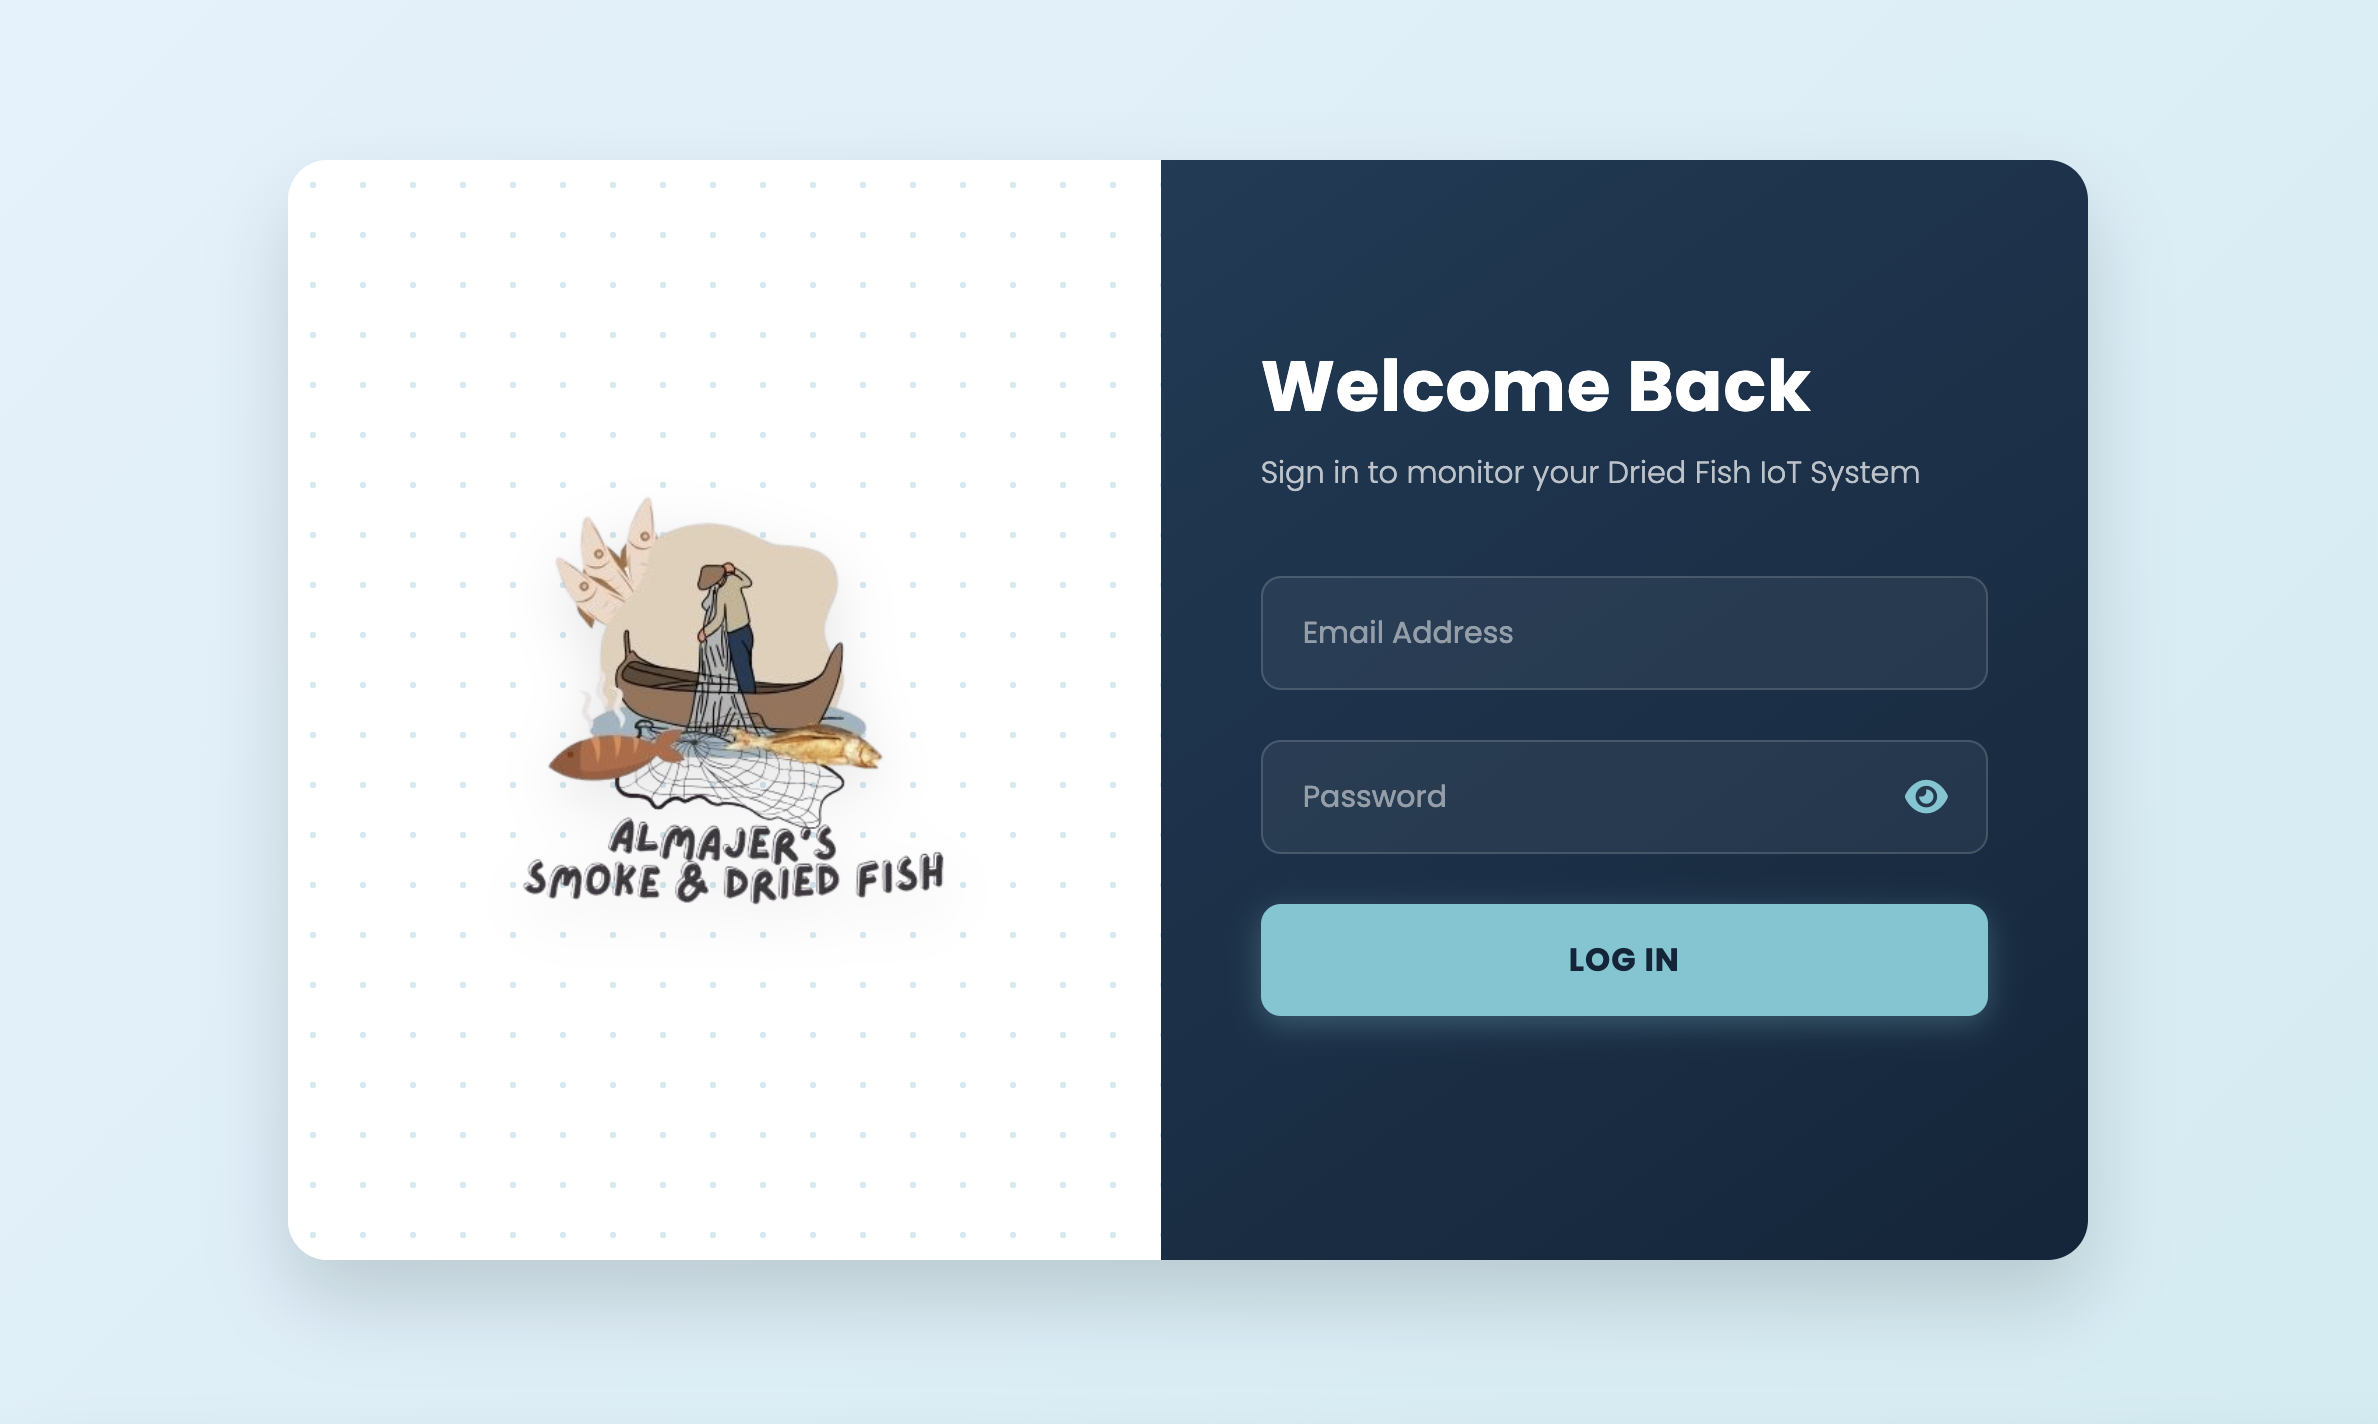 ALMAJER'S
SMOKE & DRIED FISH
Welcome Back
Sign in to monitor your Dried Fish IoT System
Email Address
Password
LOG IN